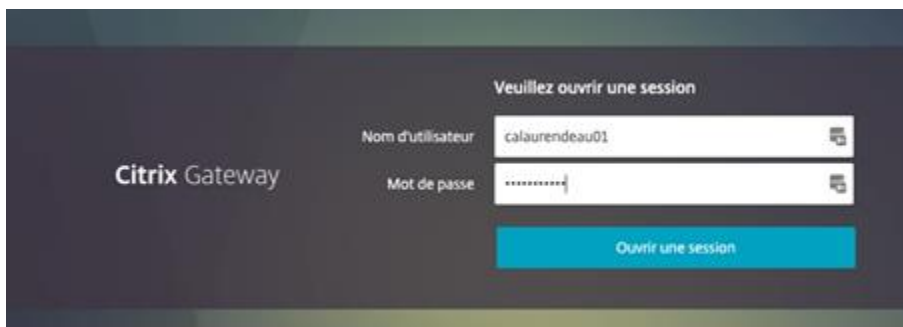 Veuillez ouvrir une session
Nom d'utilisateur
calaurendeau01
Citrix Gateway
Mot de passe
•••••••••••
Ouvrir une session